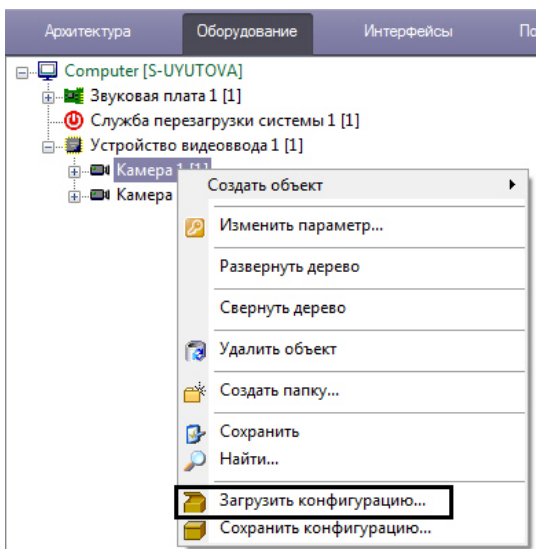 Архитектура Оборудование Интерфейсы
Computer [S-UYUTOVA]
Звуковая плата 1 [1]
Служба перезагрузки системы 1 [1]
Устройство видеоввода 1 [1]
Камера 1 [1]
Камера
Создать объект
Изменить параметр...
Развернуть дерево
Свернуть дерево
Удалить объект
Создать папку...
Сохранить
Найти...
Загрузить конфигурацию...
Сохранить конфигурацию...